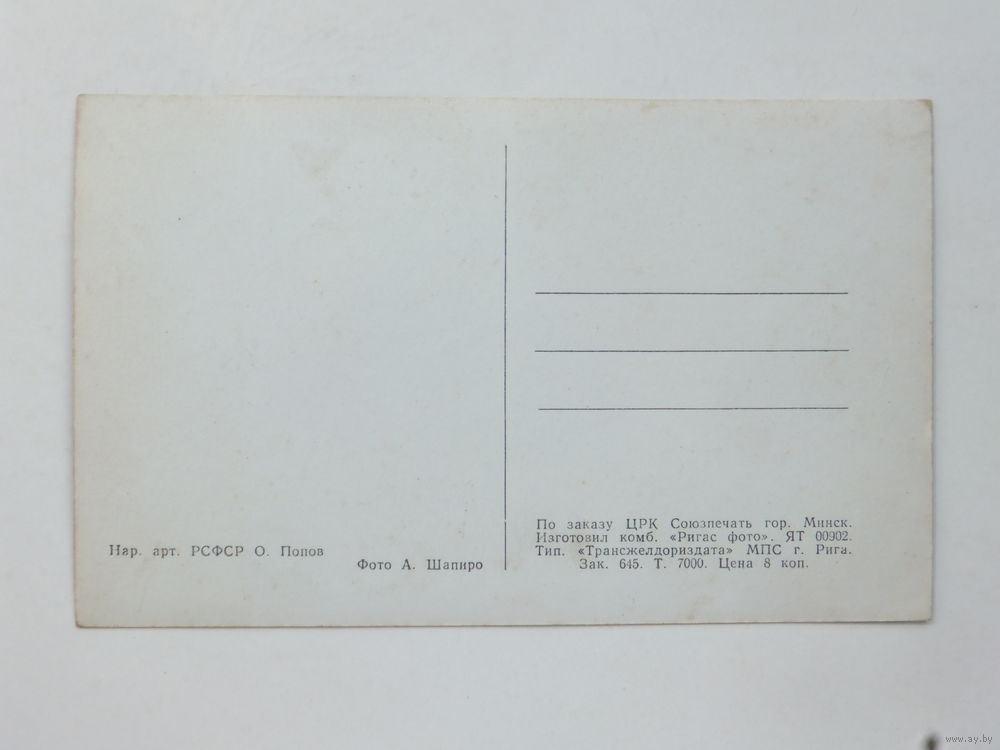 Нар. арт. РСФСР О. Попов
Фото А. Шапиро
По заказу ЦРК Союзпечать гор. Минск.
Изготовил комб. «Ригас фото». ЯТ 00902.
Тип. «Трансжелдориздата» МПС г. Рига.
Зак. 645. Т. 7000. Цена 8 коп.
www.ay.by